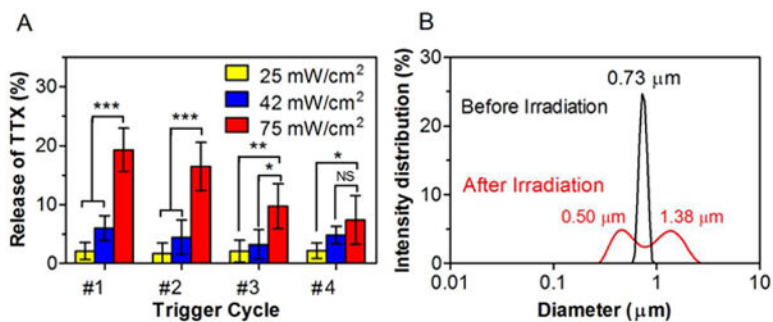 A
Release of TTX (%)
30
20
10
0
25 mW/cm²
42 mW/cm²
75 mW/cm²
***
***
**
*
*
NS
#1
#2
#3
#4
Trigger Cycle
B
Intensity distribution (%)
30
20
10
0
0.73 μm
Before Irradiation
After Irradiation
0.50 μm
1.38 μm
0.01
0.1
1
10
Diameter (μm)